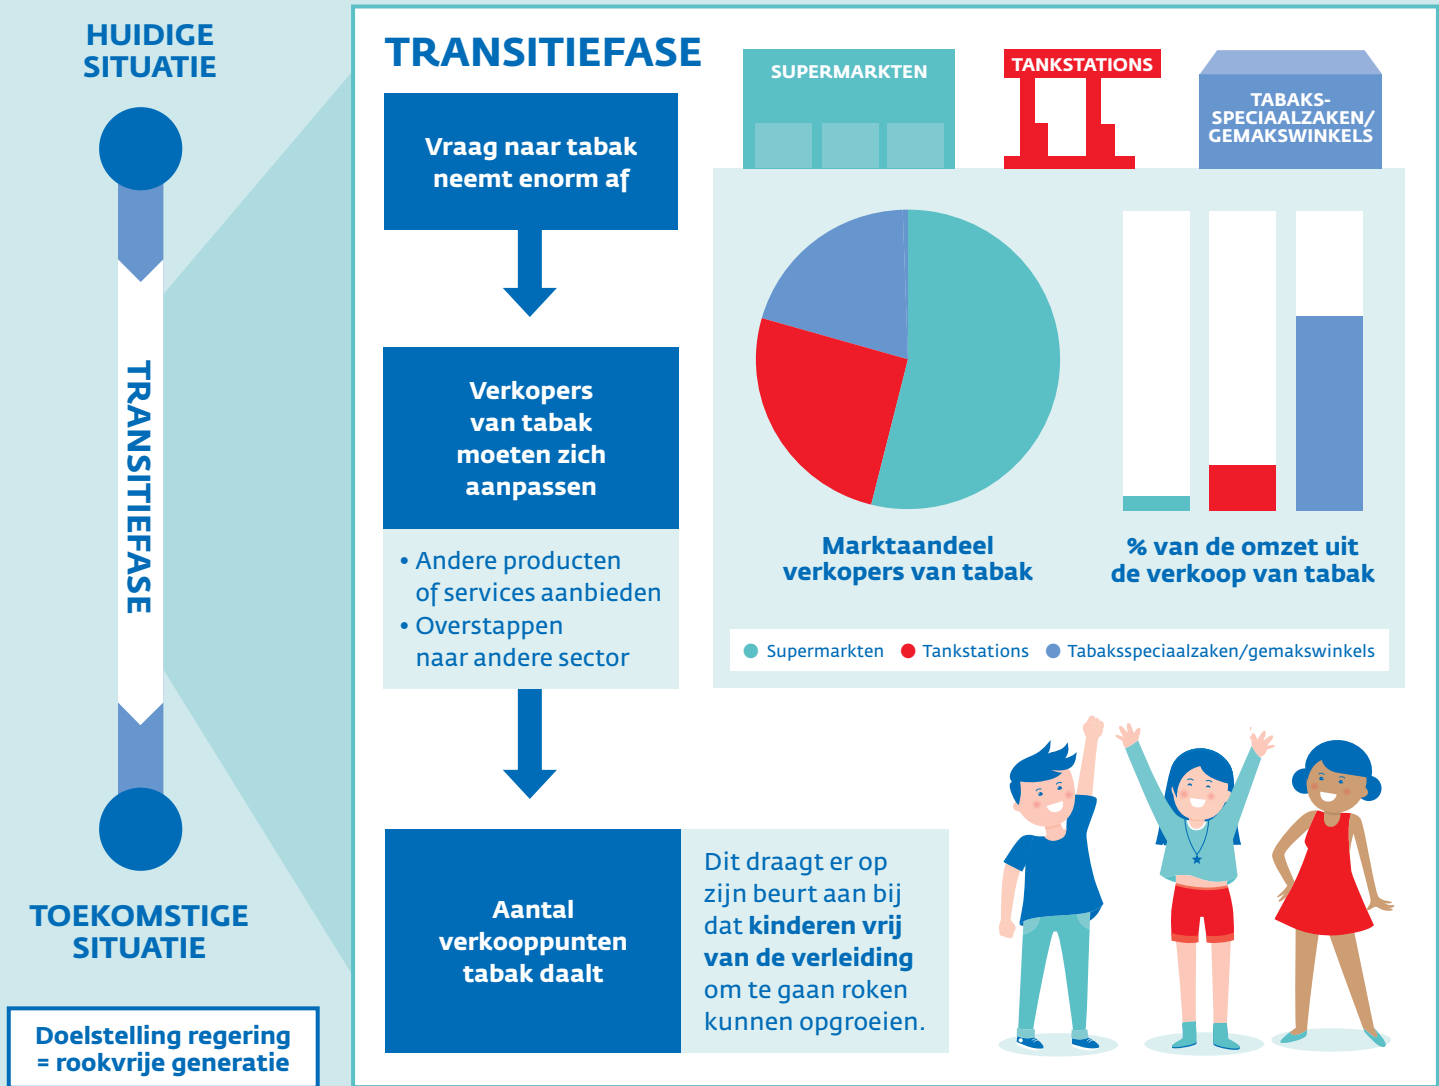 HUIDIGE
SITUATIE
TRANSITIEFASE
TOEKOMSTIGE
SITUATIE
Doelstelling regering
= rookvrije generatie
TRANSITIEFASE
Vraag naar tabak
neemt enorm af
Verkopers
van tabak
moeten zich
aanpassen
• Andere producten
of services aanbieden
• Overstappen
naar andere sector
Aantal
verkooppunten
tabak daalt
Dit draagt er op
zijn beurt aan bij
dat kinderen vrij
van de verleiding
om te gaan roken
kunnen opgroeien.
SUPERMARKTEN
TANKSTATIONS
TABAKS-
SPECIAALZAKEN/
GEMAKSWINKELS
Marktaandeel
verkopers van tabak
% van de omzet uit
de verkoop van tabak
Supermarkten
Tankstations
Tabaksspeciaalzaken/gemakswinkels